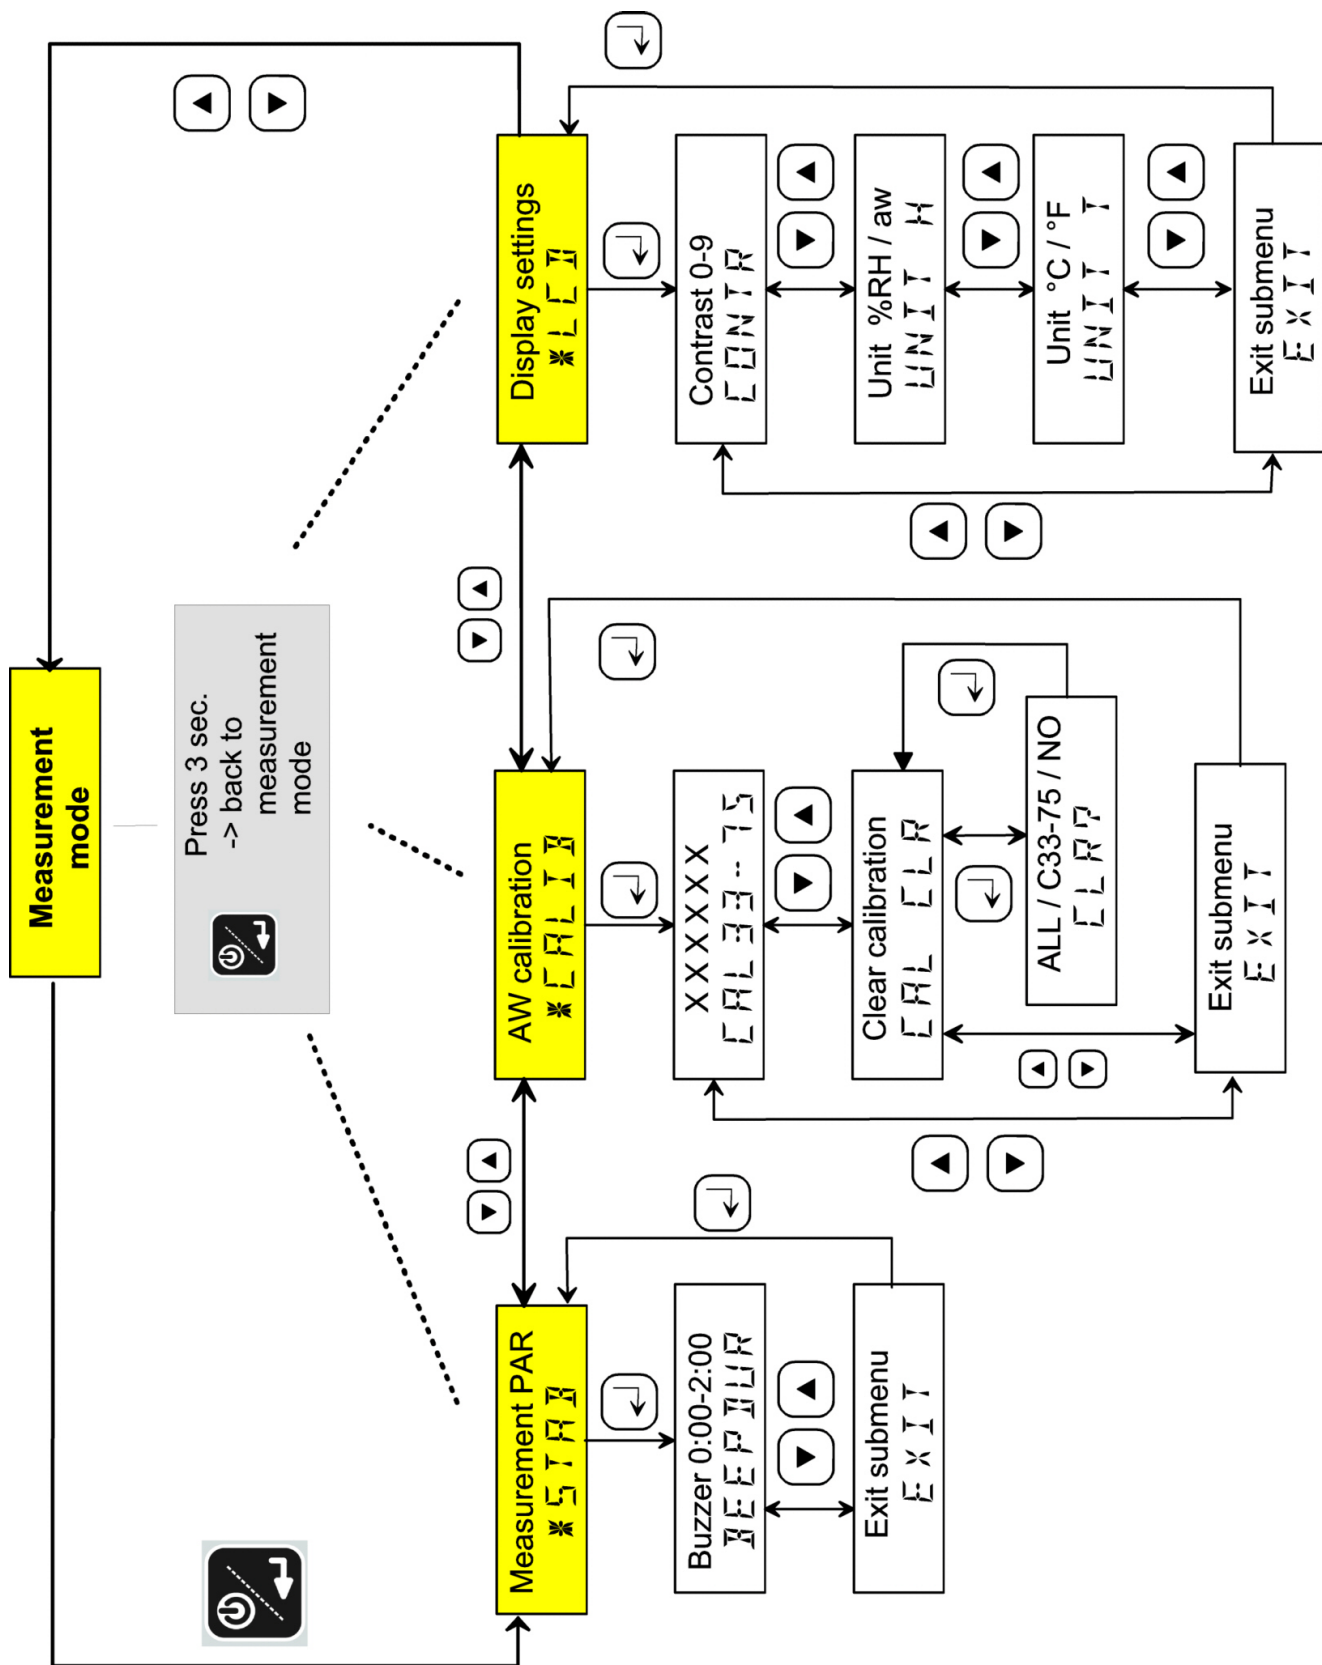 Measurement
mode
Press 3 sec.
-> back to
measurement
mode
Measurement PAR
*STAB
Buzzer 0:00-2:00
BEEPDUR
Exit submenu
EXIT
AW calibration
*CALIB
XXXXXXX
CAL33-75
Clear calibration
CAL CLR
ALL / C33-75 / NO
CLR?
Exit submenu
EXIT
Display settings
*LCD
Contrast 0-9
CONTR
Unit %RH / aw
UNIT H
Unit °C / °F
UNIT T
Exit submenu
EXIT